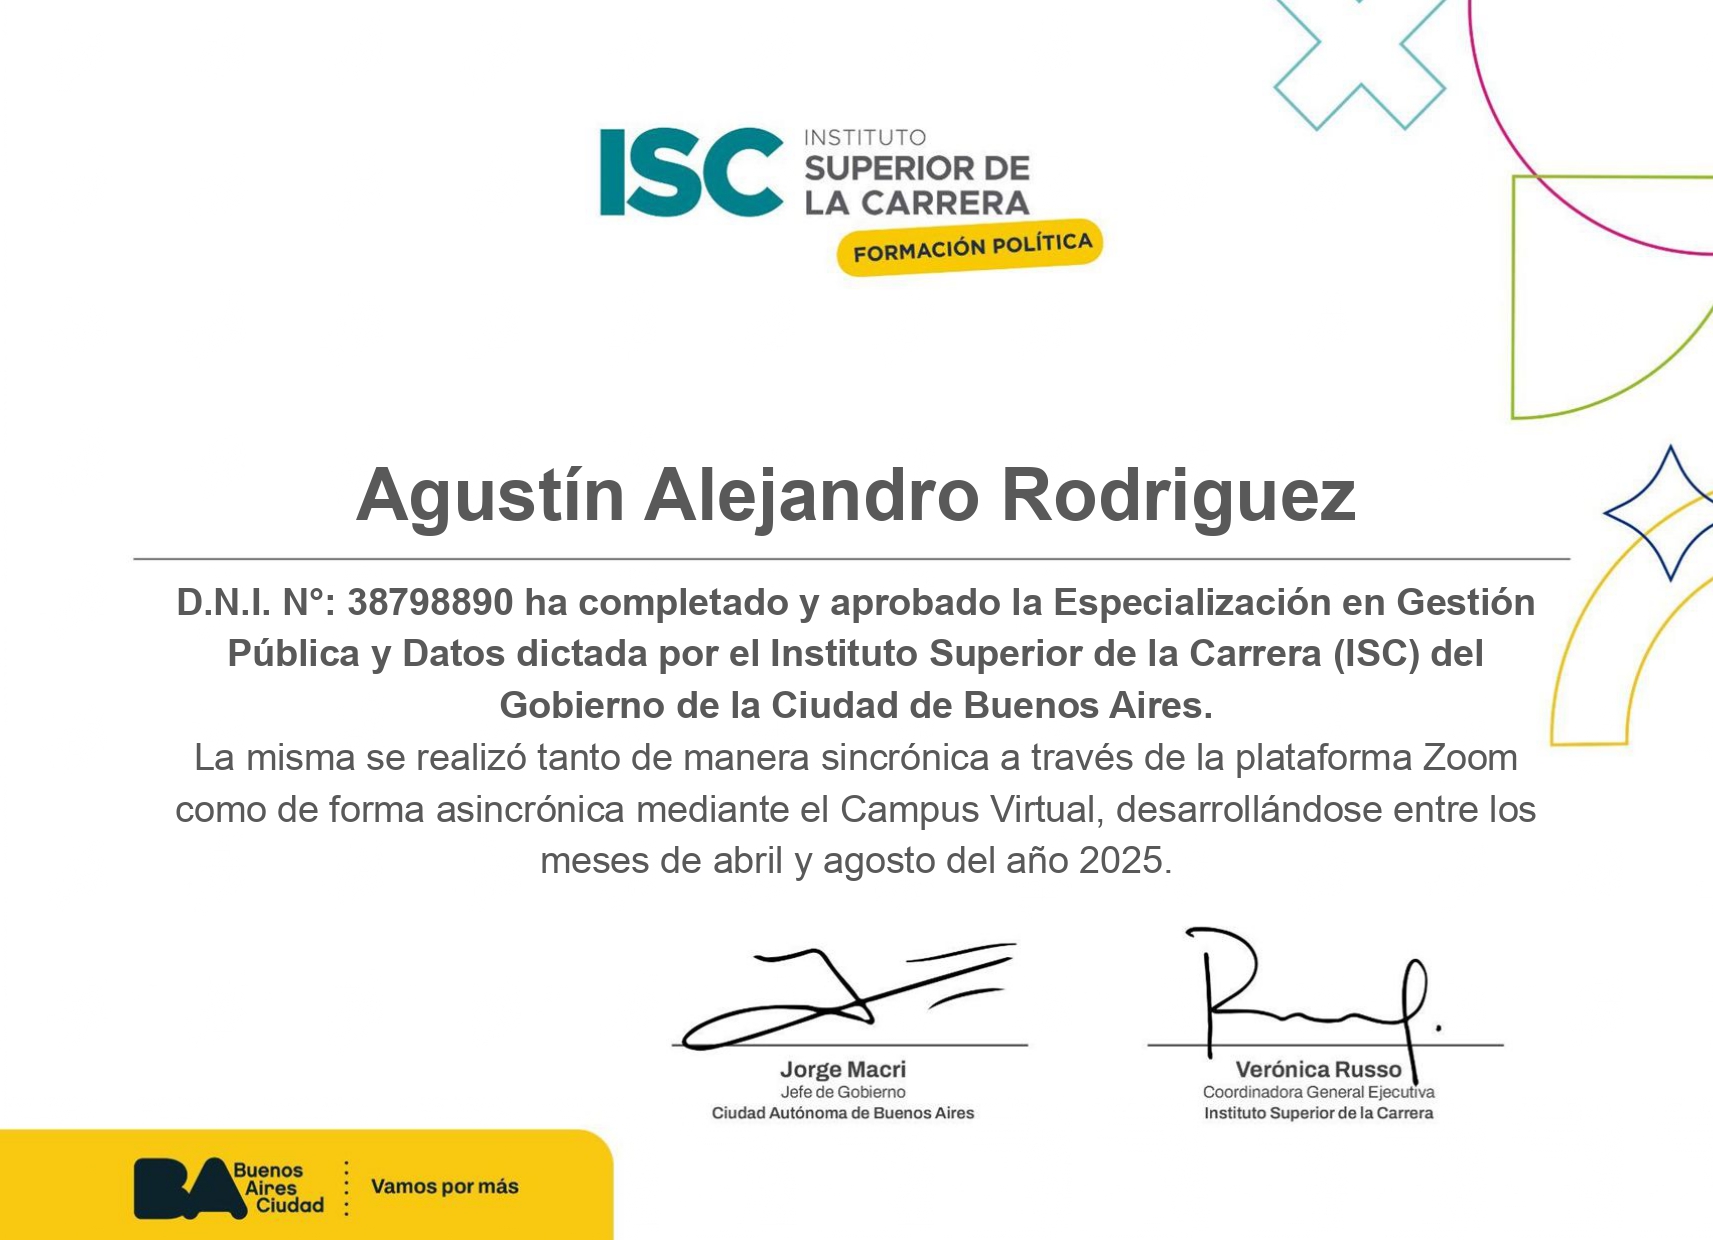 ISC
INSTITUTO
SUPERIOR DE
LA CARRERA
FORMACIÓN POLÍTICA
Agustín Alejandro Rodriguez
D.N.I. N°: 38798890 ha completado y aprobado la Especialización en Gestión
Pública y Datos dictada por el Instituto Superior de la Carrera (ISC) del
Gobierno de la Ciudad de Buenos Aires.
La misma se realizó tanto de manera sincrónica a través de la plataforma Zoom
como de forma asincrónica mediante el Campus Virtual, desarrollándose entre los
meses de abril y agosto del año 2025.
Jorge Macri
Jefe de Gobierno
Ciudad Autónoma de Buenos Aires
Verónica Russo
Coordinadora General Ejecutiva
Instituto Superior de la Carrera
BA
Buenos
Aires
Ciudad
Vamos por más